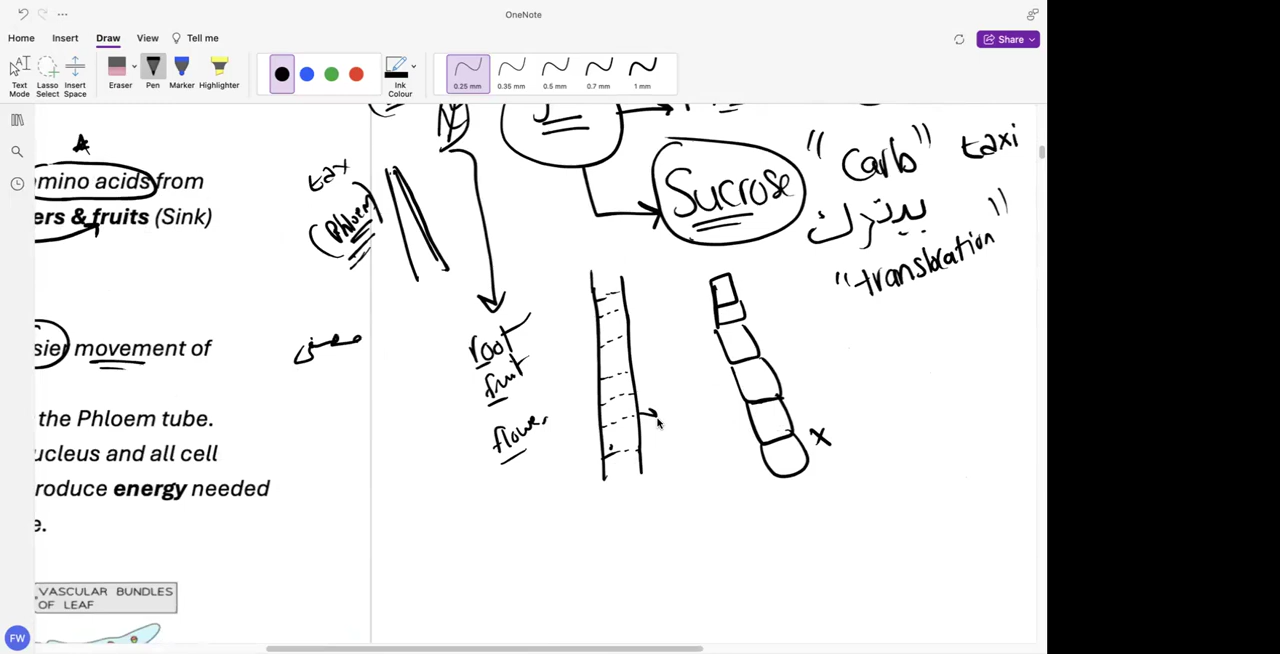 OneNote
Home Insert Draw View Tell me
Share
Text Mode
Lasso Select
Insert Space
Eraser
Pen
Marker
Highlighter
Ink Colour
0.25 mm
0.35 mm
0.5 mm
0.7 mm
1 mm
mino acids from
ers & fruits (Sink)
sier movement of
the Phloem tube.
ucleus and all cell
roduce energy needed
e.
VASCULAR BUNDLES
OF LEAF
FW
tax
(Phloem)
root
fruit
flower
Sucrose
"Carb" taxi
"translocation"
x